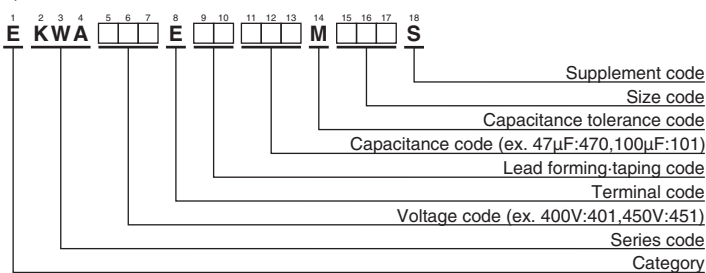 1 2 3 4 5 6 7 8 9 10 11 12 13 14 15 16 17 18
E KWA E M S
Supplement code
Size code
Capacitance tolerance code
Capacitance code (ex. 47µF:470,100µF:101)
Lead forming·taping code
Terminal code
Voltage code (ex. 400V:401,450V:451)
Series code
Category